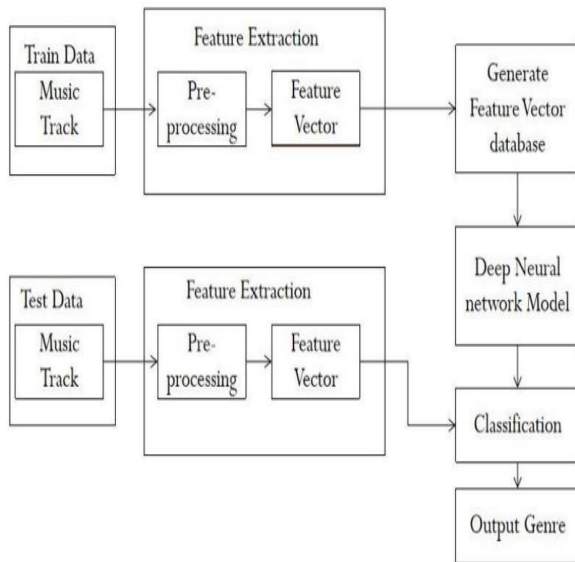 Train Data
Music
Track
Feature Extraction
Pre-
processing
Feature
Vector
Generate
Feature Vector
database
Deep Neural
network Model
Test Data
Music
Track
Feature Extraction
Pre-
processing
Feature
Vector
Classification
Output Genre